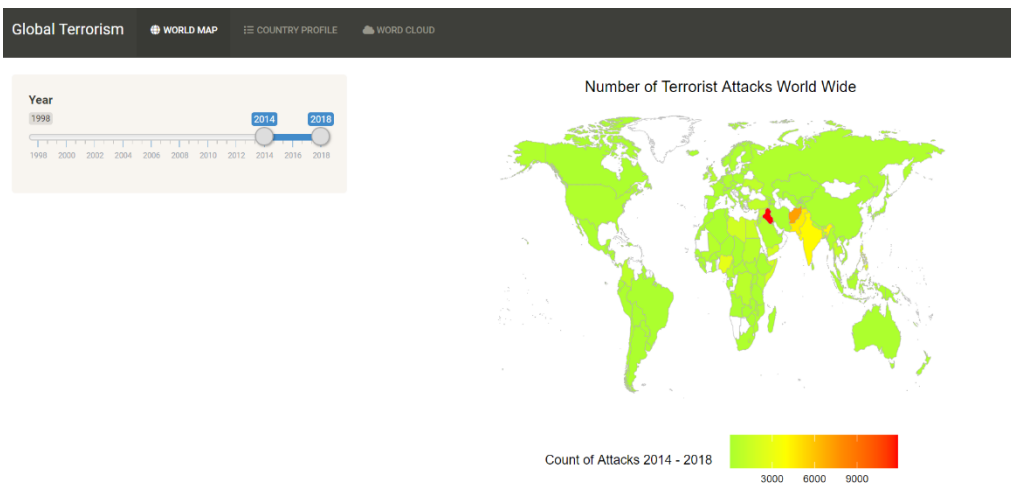 Global Terrorism WORLD MAP COUNTRY PROFILE WORD CLOUD
Year
1998 2014 2018
1998 2000 2002 2004 2006 2008 2010 2012 2014 2016 2018
Number of Terrorist Attacks World Wide
Count of Attacks 2014 - 2018
3000 6000 9000